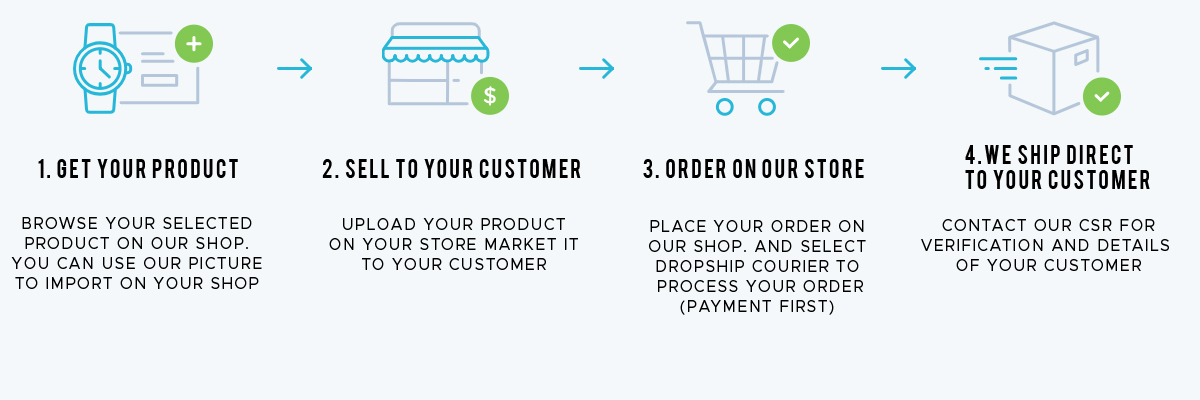 1. GET YOUR PRODUCT
BROWSE YOUR SELECTED
PRODUCT ON OUR SHOP.
YOU CAN USE OUR PICTURE
TO IMPORT ON YOUR SHOP
$
2. SELL TO YOUR CUSTOMER
UPLOAD YOUR PRODUCT
ON YOUR STORE MARKET IT
TO YOUR CUSTOMER
3. ORDER ON OUR STORE
PLACE YOUR ORDER ON
OUR SHOP. AND SELECT
DROPSHIP COURIER TO
PROCESS YOUR ORDER
(PAYMENT FIRST)
4.WE SHIP DIRECT
TO YOUR CUSTOMER
CONTACT OUR CSR FOR
VERIFICATION AND DETAILS
OF YOUR CUSTOMER